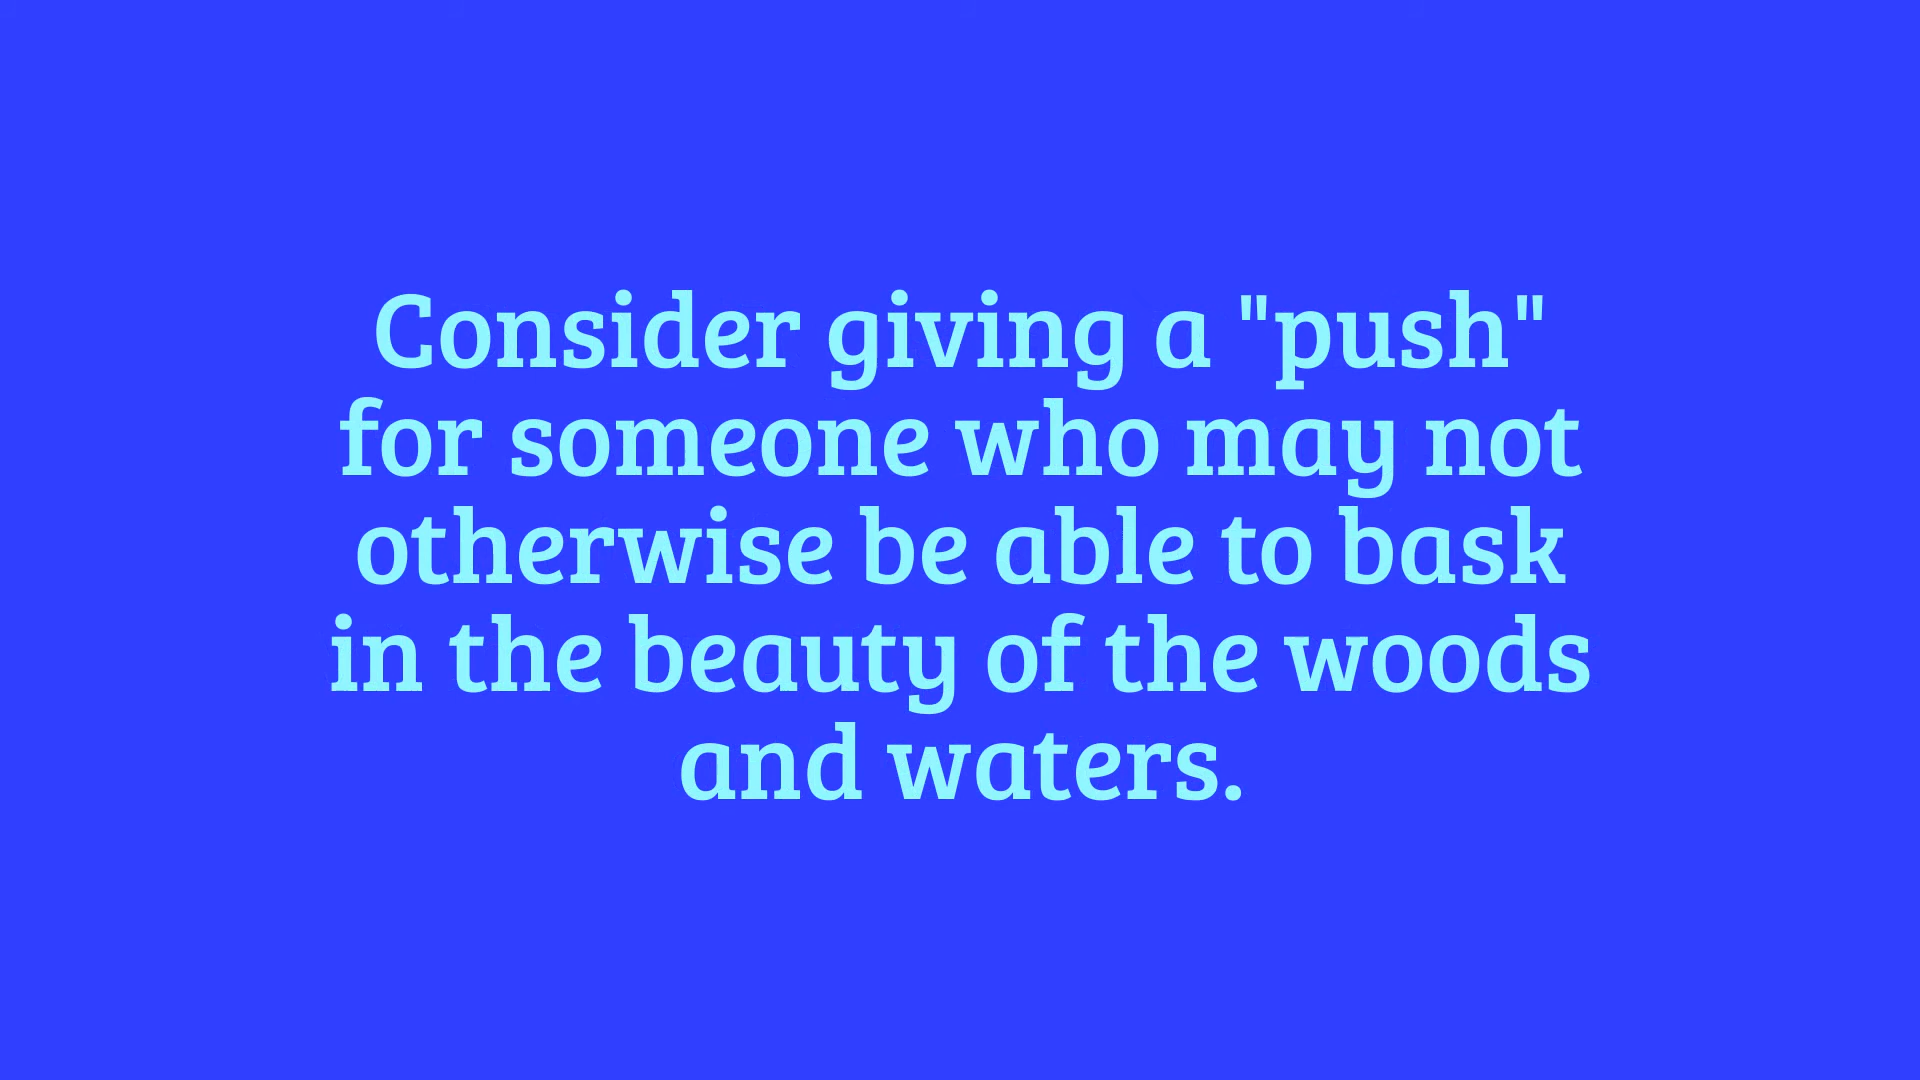 Consider giving a "push"
for someone who may not
otherwise be able to bask
in the beauty of the woods
and waters.